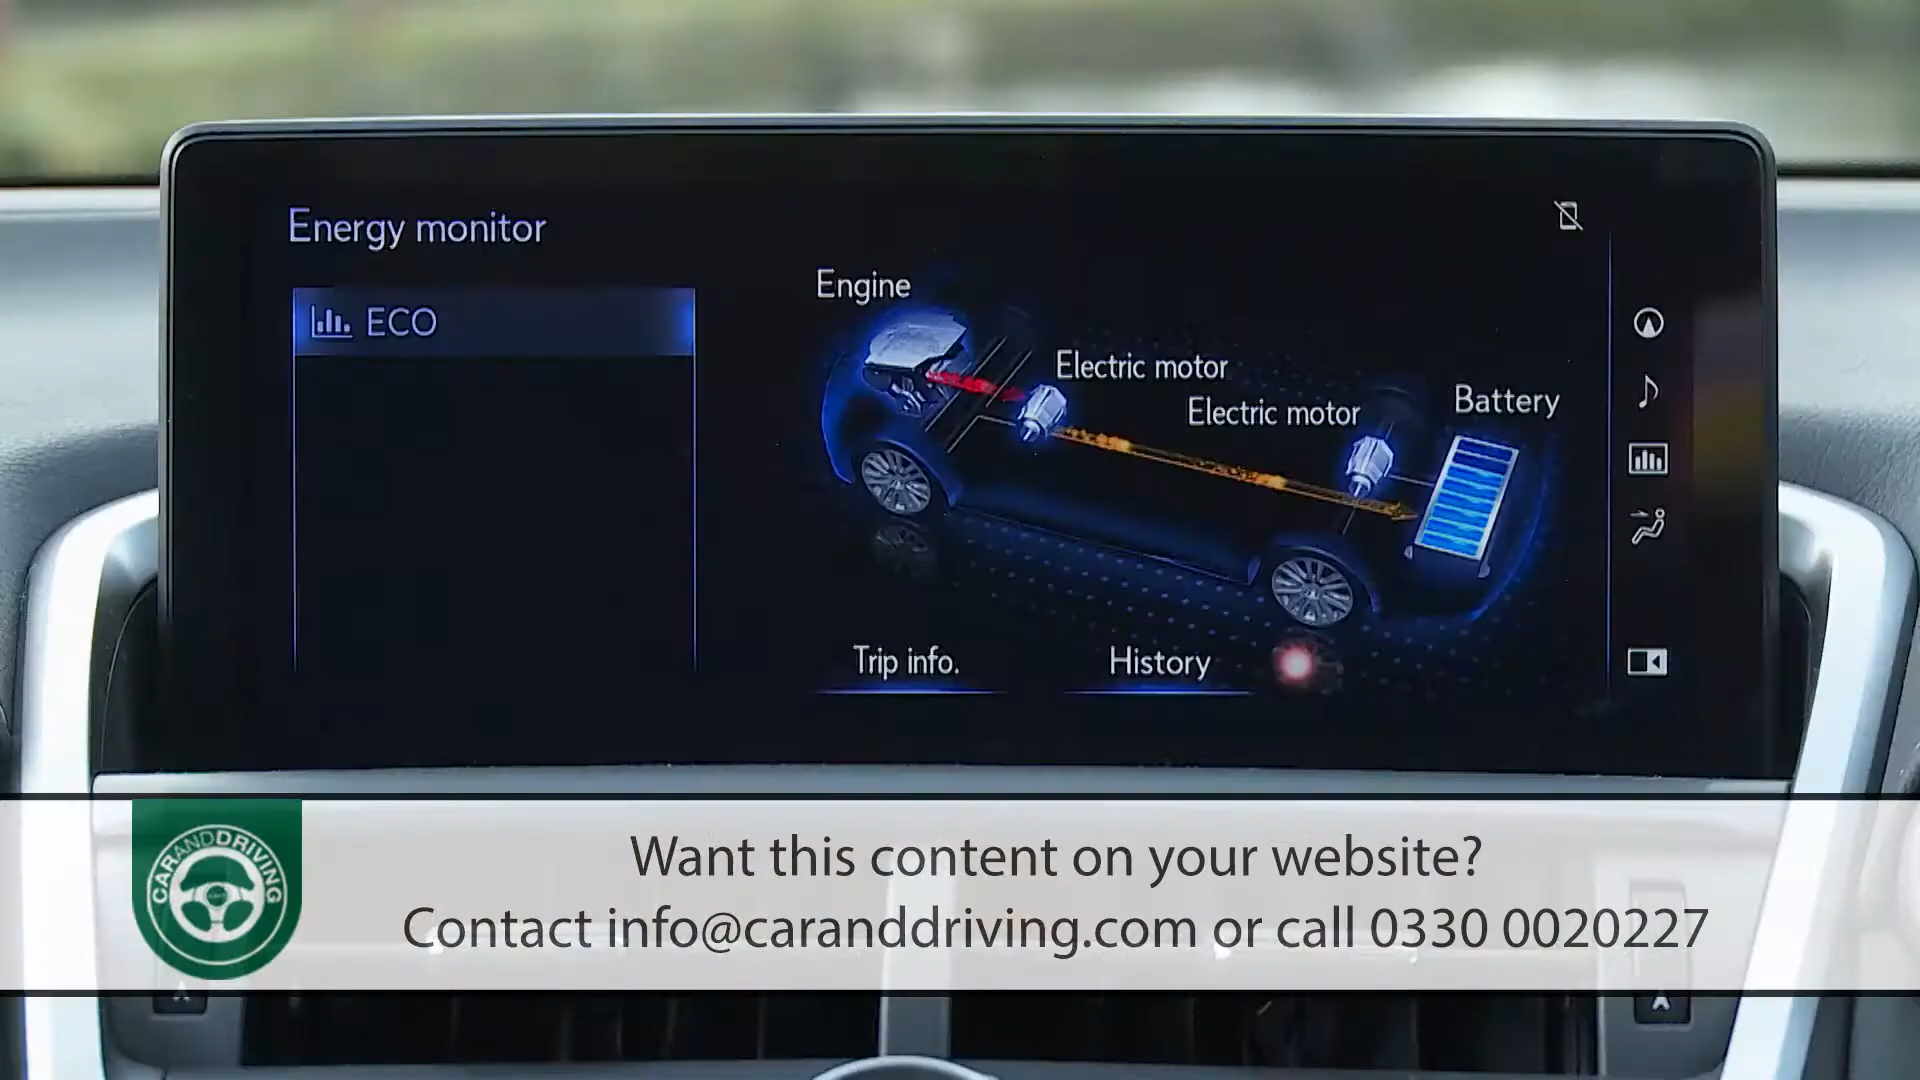 Energy monitor
ECO
Engine
Electric motor
Electric motor
Battery
Trip info.
History
CARANDDRIVING
Want this content on your website?
Contact info@caranddriving.com or call 0330 0020227